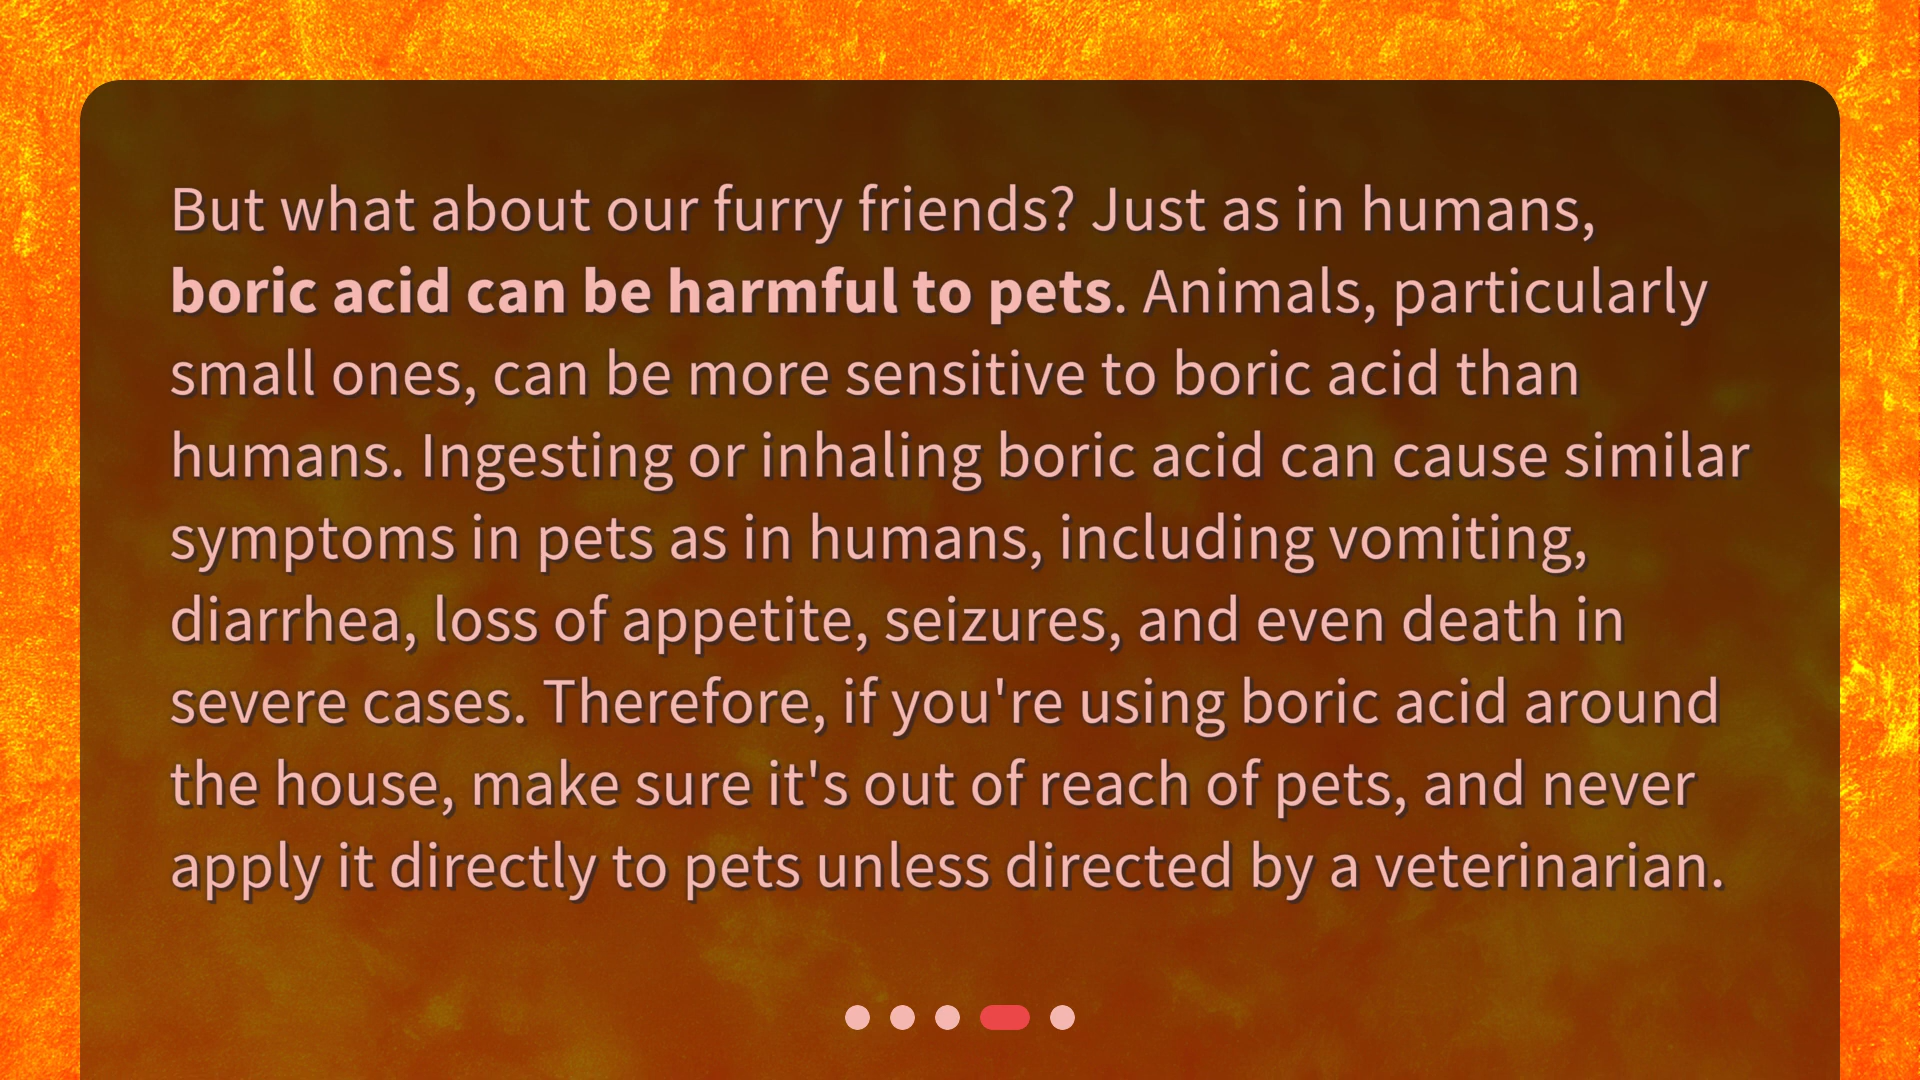 But what about our furry friends? Just as in humans,
boric acid can be harmful to pets. Animals, particularly
small ones, can be more sensitive to boric acid than
humans. Ingesting or inhaling boric acid can cause similar
symptoms in pets as in humans, including vomiting,
diarrhea, loss of appetite, seizures, and even death in
severe cases. Therefore, if you're using boric acid around
the house, make sure it's out of reach of pets, and never
apply it directly to pets unless directed by a veterinarian.